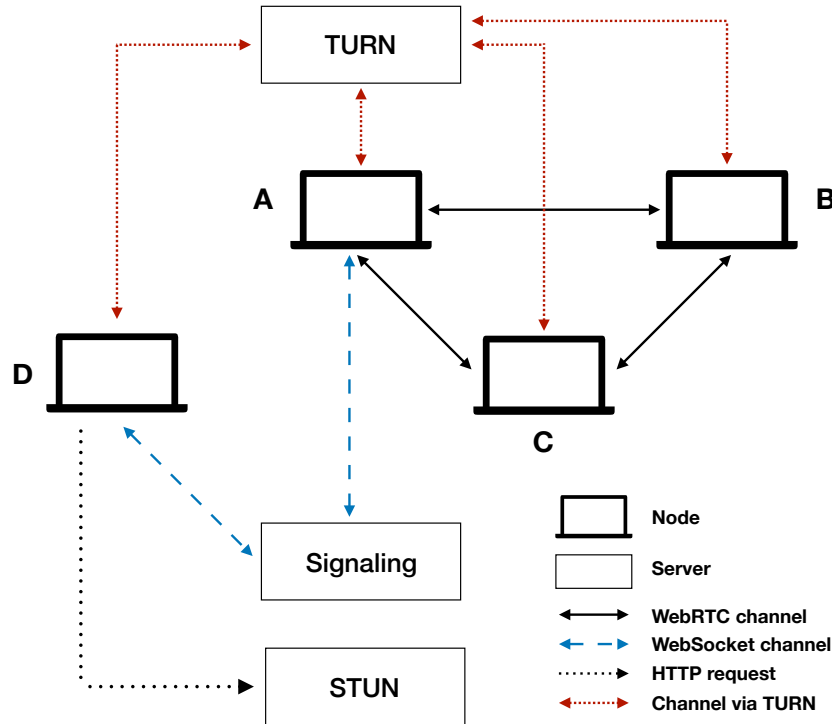 TURN
A
B
D
C
Signaling
STUN
Node
Server
WebRTC channel
WebSocket channel
HTTP request
Channel via TURN